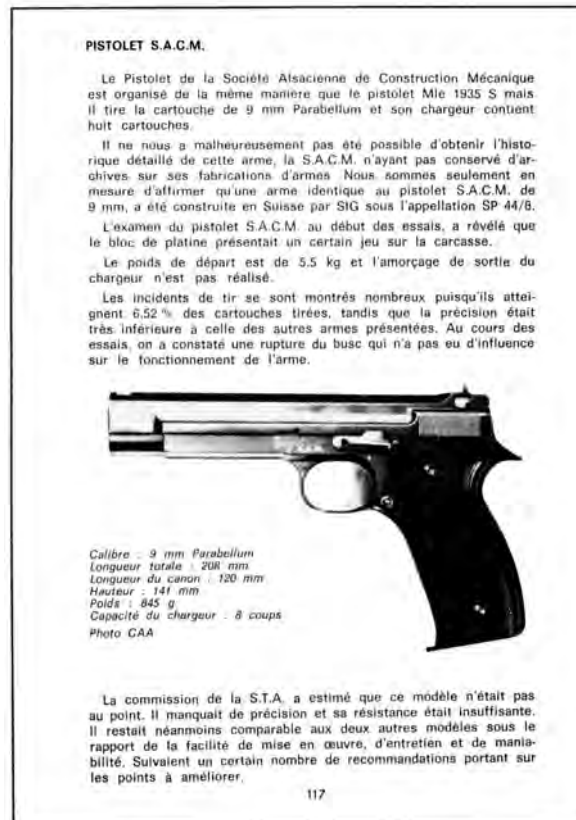 PISTOLET S.A.C.M.
Le Pistolet de la Société Alsacienne de Construction Mécanique
est organisé de la même manière que le pistolet Mle 1935 S mais
il tire la cartouche de 9 mm Parabellum et son chargeur contient
huit cartouches.
Il ne nous a malheureusement pas été possible d'obtenir l'histo-
rique détaillé de cette arme, la S.A.C.M. n'ayant pas conservé d'ar-
chives sur ses fabrications d'armes. Nous sommes seulement en
mesure d'affirmer qu'une arme identique au pistolet S.A.C.M. de
9 mm, a été construite en Suisse par SIG sous l'appellation SP 44/8.
L'examen du pistolet S.A.C.M. au début des essais, a révélé que
le bloc de platine présentait un certain jeu sur la carcasse.
Le poids de départ est de 5,5 kg et l'amorçage de sortie du
chargeur n'est pas réalisé.
Les incidents de tir se sont montrés nombreux puisqu'ils attei-
gnent 6,52 % des cartouches tirées, tandis que la précision était
très inférieure à celle des autres armes présentées. Au cours des
essais, on a constaté une rupture du busc qui n'a pas eu d'influence
sur le fonctionnement de l'arme.
Calibre : 9 mm Parabellum
Longueur totale : 208 mm
Longueur du canon : 120 mm
Hauteur : 141 mm
Poids : 845 g
Capacité du chargeur : 8 coups
Photo CAA
La commission de la S.T.A. a estimé que ce modèle n'était pas
au point. Il manquait de précision et sa résistance était insuffisante.
Il restait néanmoins comparable aux deux autres modèles sous le
rapport de la facilité de mise en œuvre, d'entretien et de mania-
bilité. Suivaient un certain nombre de recommandations portant sur
les points à améliorer.
117